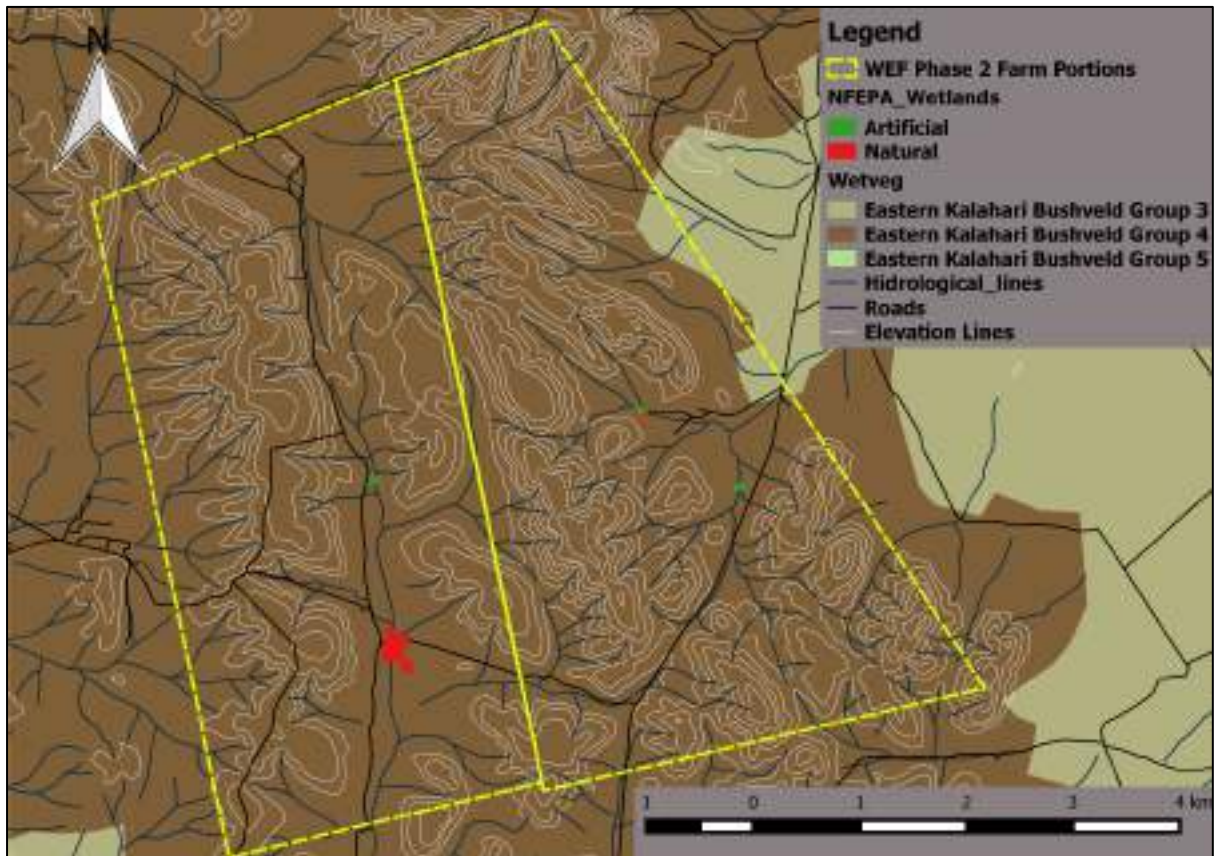 N
Legend
WEF Phase 2 Farm Portions
NFEPA_Wetlands
Artificial
Natural
Wetveg
Eastern Kalahari Bushveld Group 3
Eastern Kalahari Bushveld Group 4
Eastern Kalahari Bushveld Group 5
Hidrological_lines
Roads
Elevation Lines
1 0 1 2 3 4 km